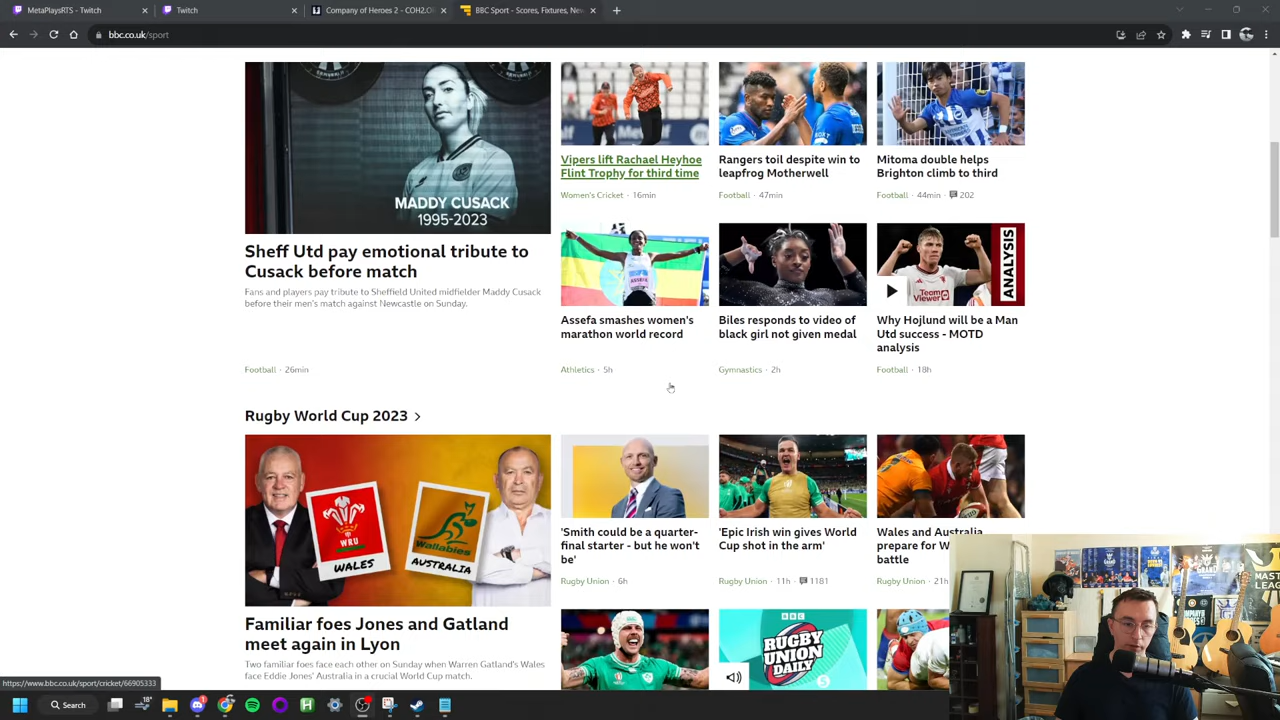 MetaPlaysRTS - Twitch
Twitch
Company of Heroes 2 - COH2.O
BBC Sport - Scores, Fixtures, Ne
bbc.co.uk/sport
MADDY CUSACK
1995-2023
Sheff Utd pay emotional tribute to
Cusack before match
Fans and players pay tribute to Sheffield United midfielder Maddy Cusack
before their men's match against Newcastle on Sunday.
Football · 26min
Vipers lift Rachael Heyhoe
Flint Trophy for third time
Women's Cricket · 16min
Rangers toil despite win to
leapfrog Motherwell
Football · 47min
Mitoma double helps
Brighton climb to third
Football · 44min · 202
ASSEFA
Assefa smashes women's
marathon world record
Athletics · 5h
Biles responds to video of
black girl not given medal
Gymnastics · 2h
TeamViewer
ANALYSIS
Why Hojlund will be a Man
Utd success - MOTD
analysis
Football · 18h
Rugby World Cup 2023 >
WRU
WALES
Wallabies
AUSTRALIA
Familiar foes Jones and Gatland
meet again in Lyon
Two familiar foes face each other on Sunday when Warren Gatland's Wales
face Eddie Jones' Australia in a crucial World Cup match.
'Smith could be a quarter-
final starter - but he won't
be'
Rugby Union · 6h
'Epic Irish win gives World
Cup shot in the arm'
Rugby Union · 11h · 1181
Wales and Australia
prepare for W
battle
Rugby Union · 21h
BBC
RUGBY
UNION
DAILY
MAST
LEAG
https://www.bbc.co.uk/sport/cricket/66905333
18°
Search